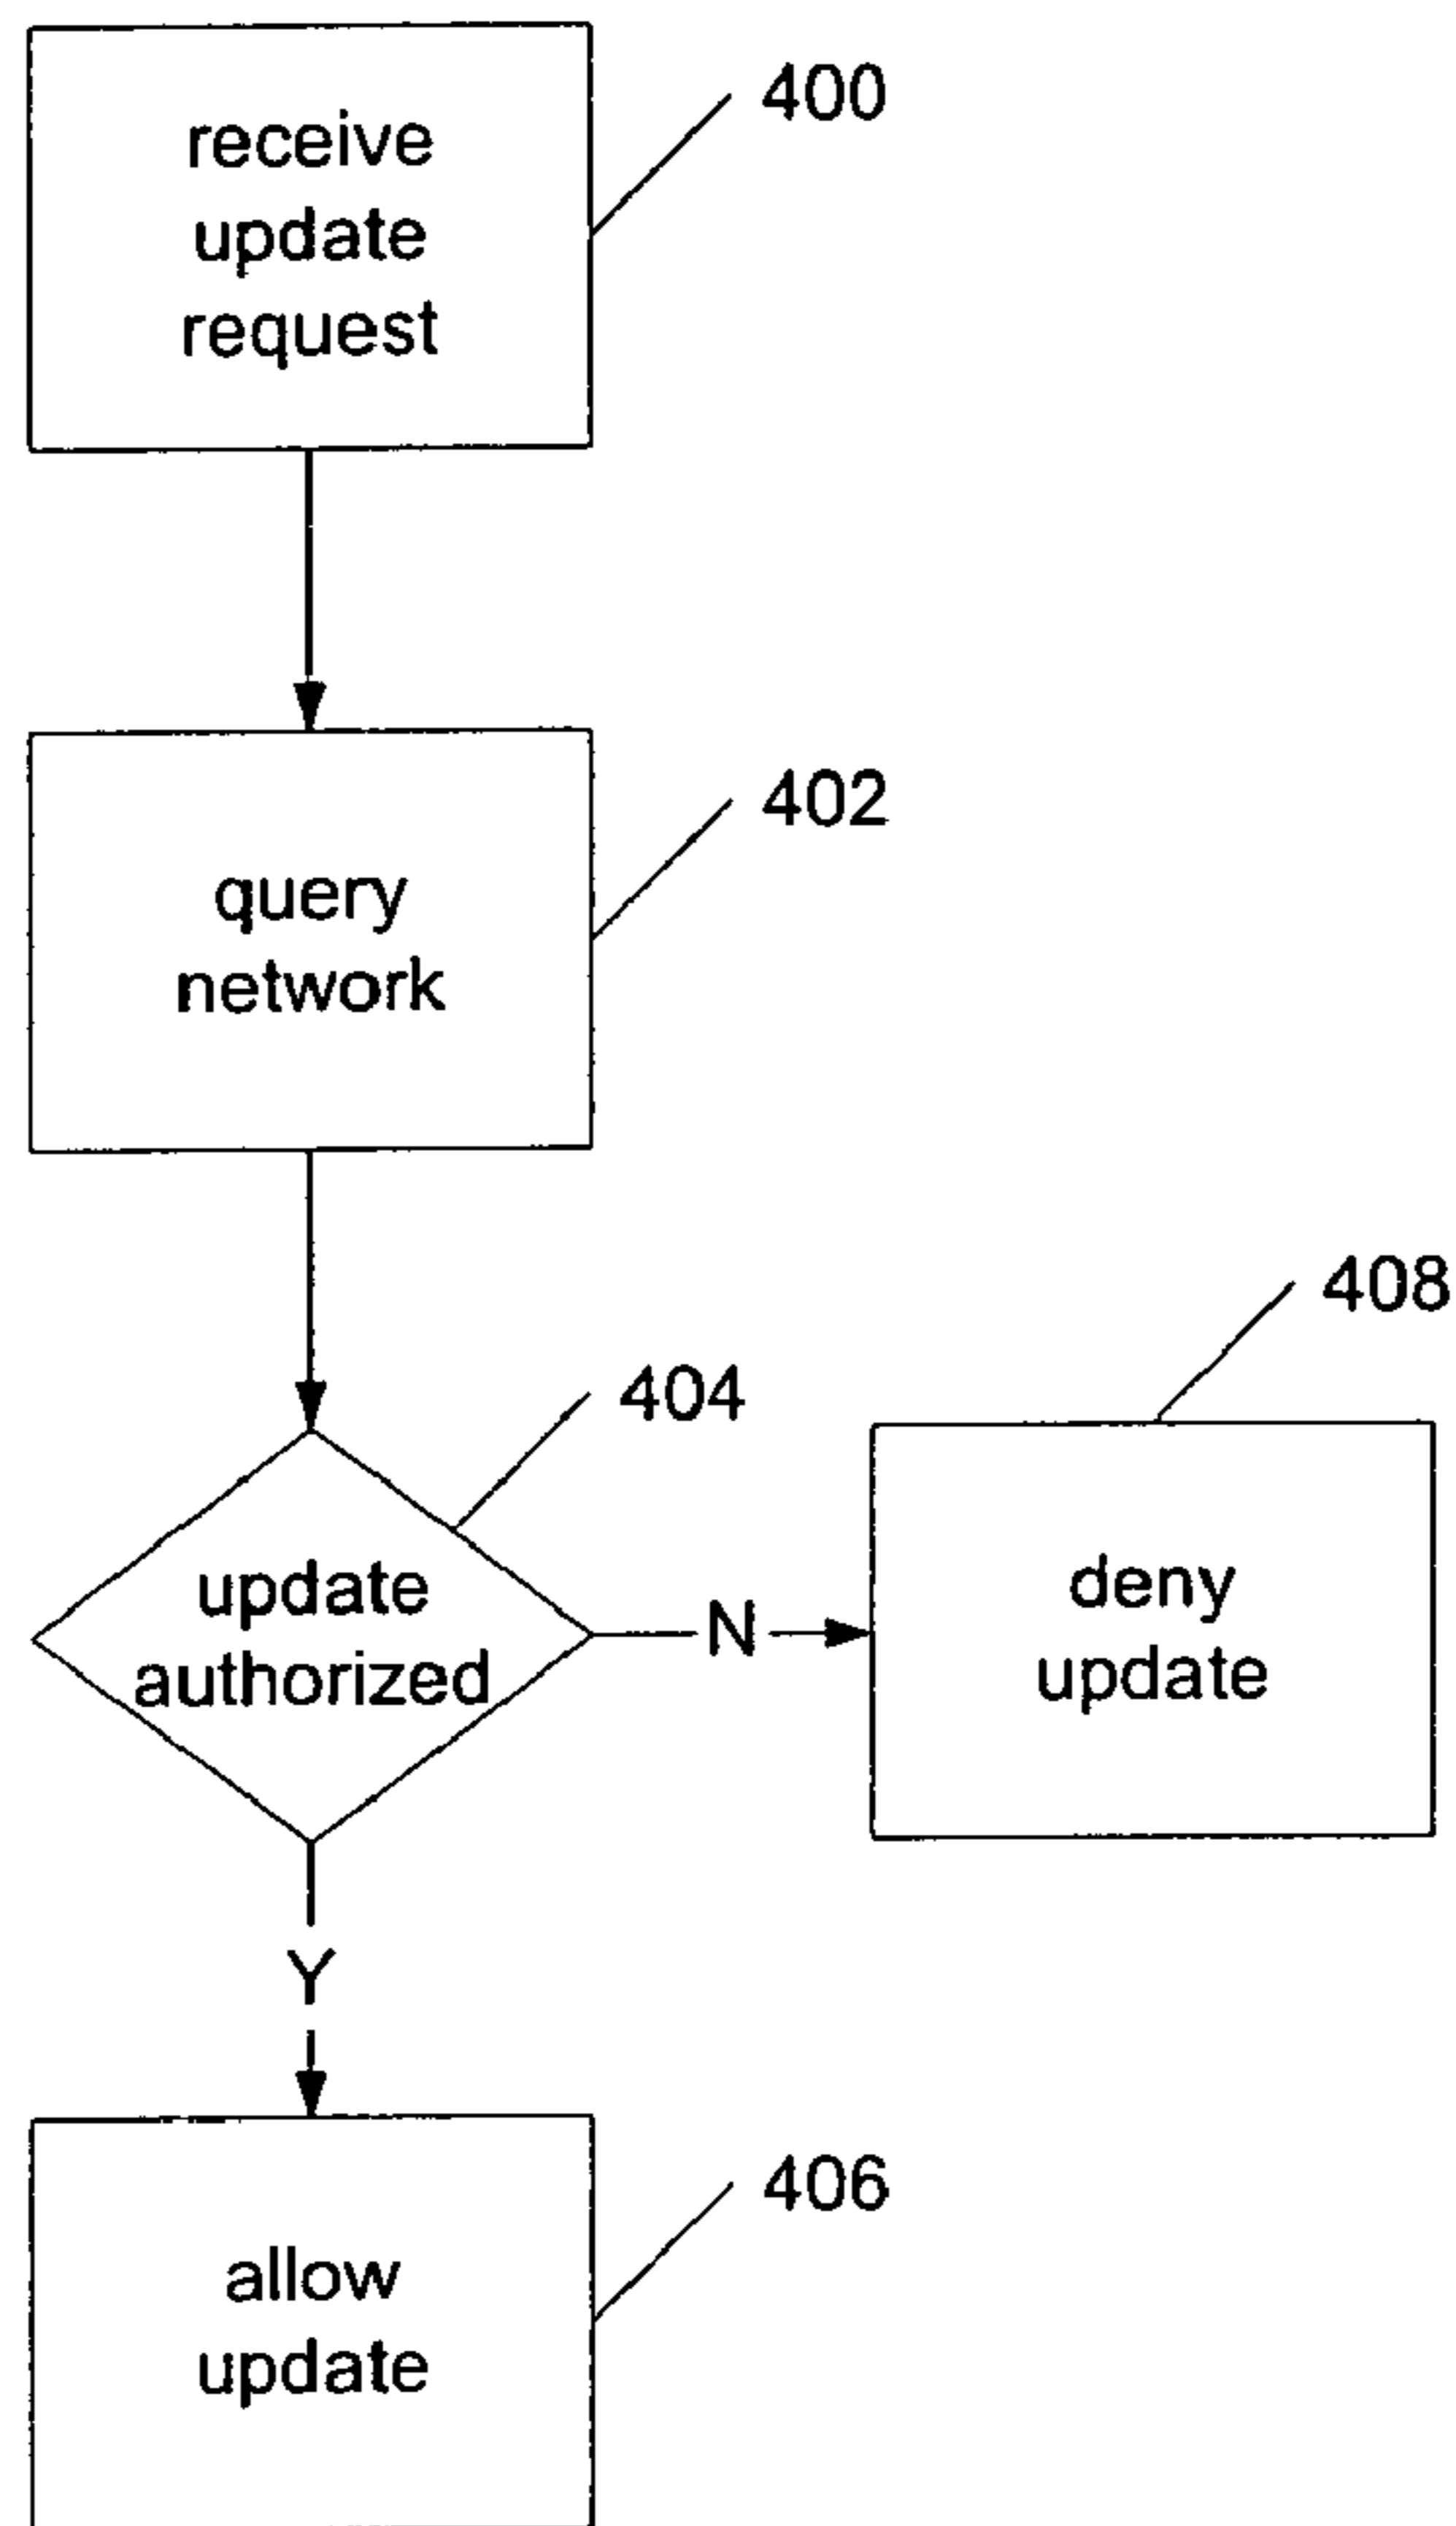 receive
update
request
400
query
network
402
update
authorized
404
N
deny
update
408
Y
allow
update
406